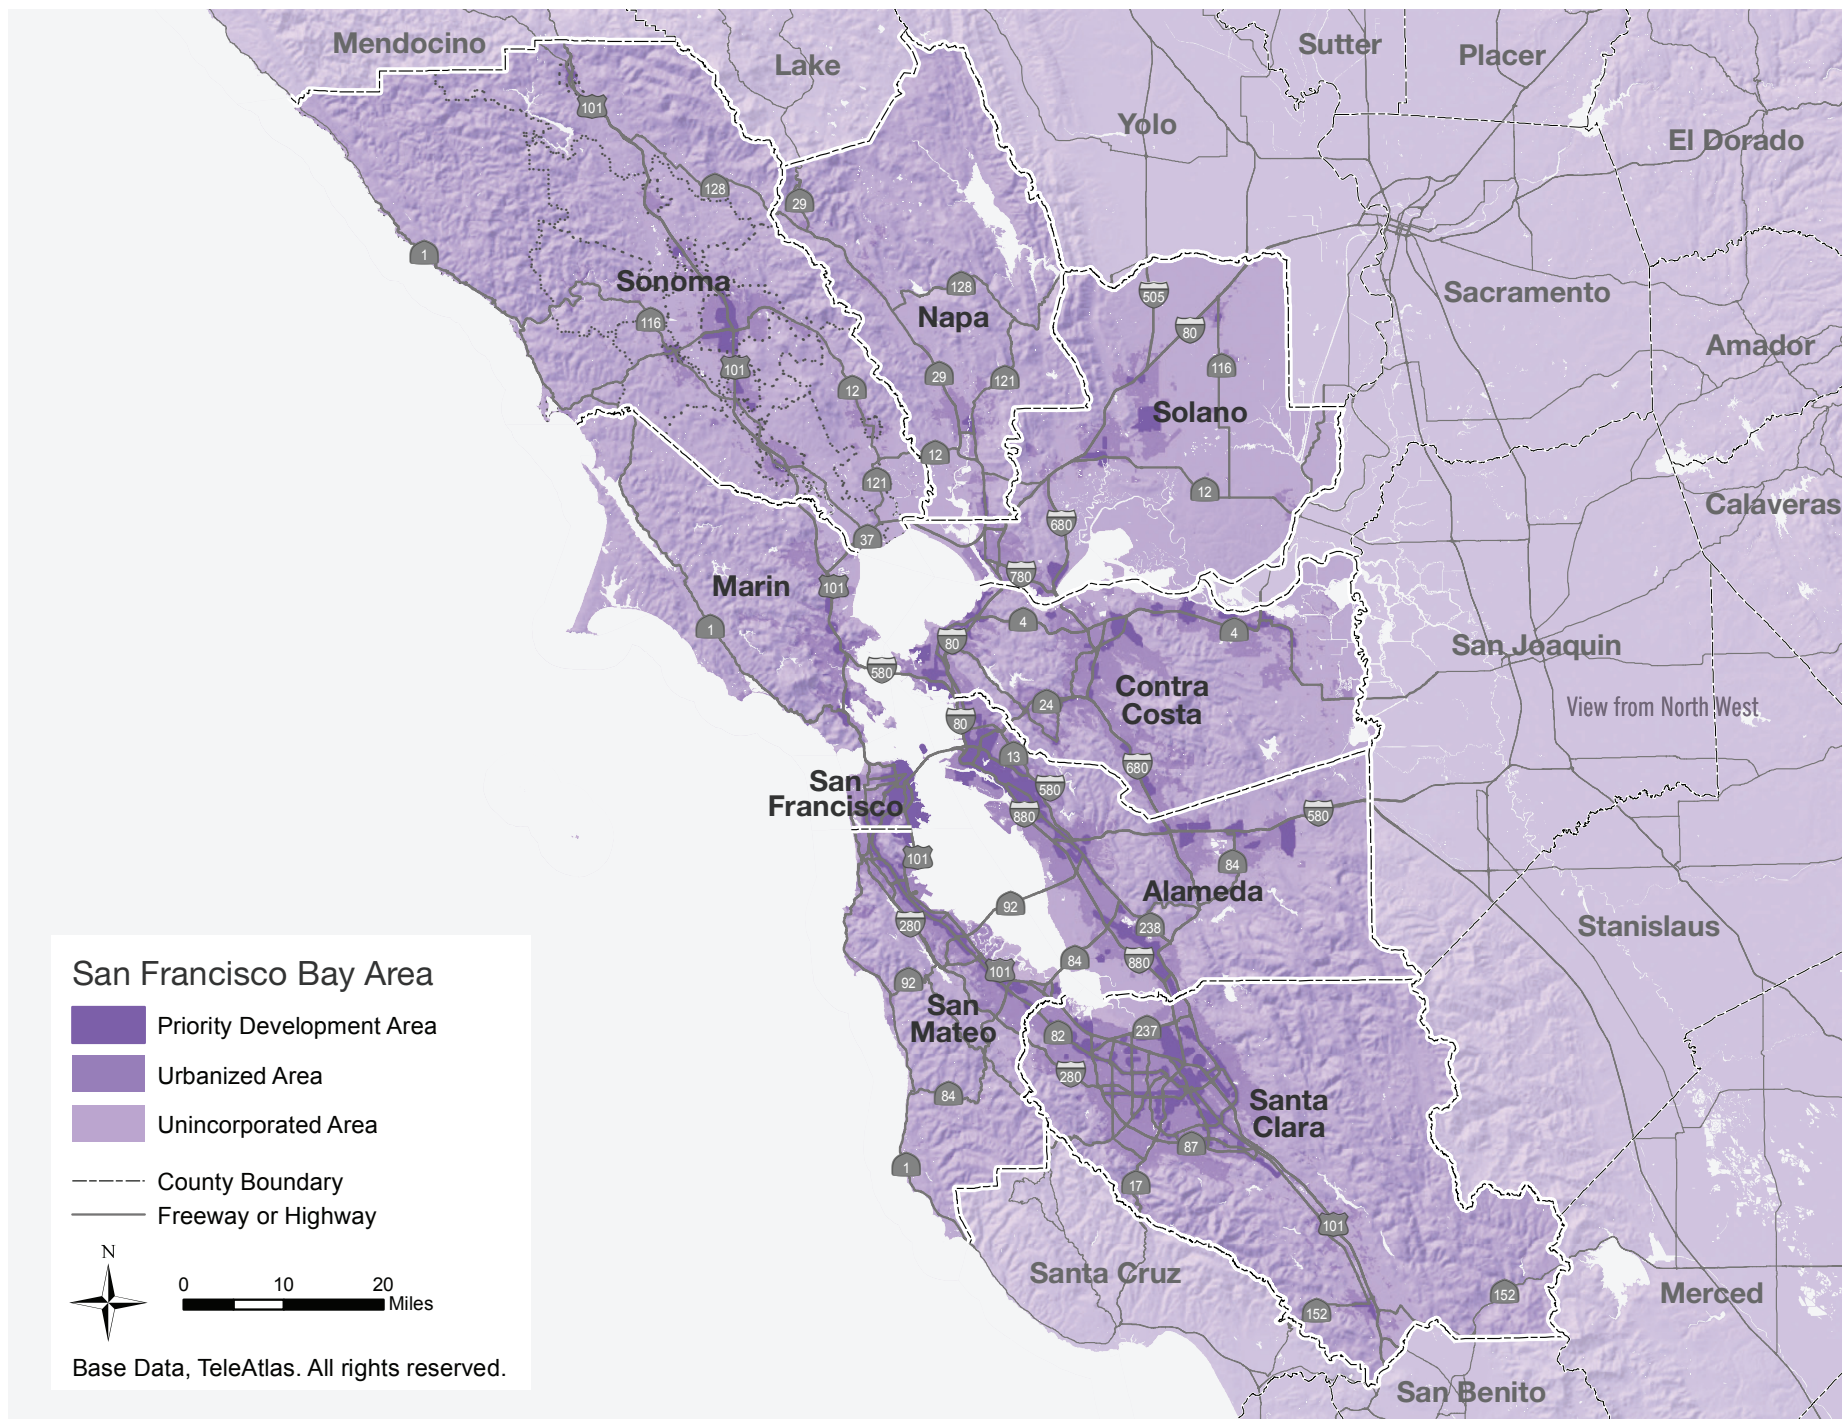 Mendocino
Lake
Sutter
Placer
Yolo
El Dorado
101
128
29
1
Sonoma
128
Napa
505
80
Sacramento
116
101
12
29
121
116
Amador
Solano
12
121
12
Calaveras
680
37
780
Marin
101
1
4
4
80
580
San Joaquin
Contra
Costa
24
80
View from North West
13
680
580
880
580
San
Francisco
101
84
Alameda
92
280
238
880
84
Stanislaus
101
92
San
Mateo
82
237
280
84
Santa
Clara
87
1
17
101
Santa Cruz
152
152
Merced
San Benito
San Francisco Bay Area
Priority Development Area
Urbanized Area
Unincorporated Area
County Boundary
Freeway or Highway
N
0 10 20
Miles
Base Data, TeleAtlas. All rights reserved.